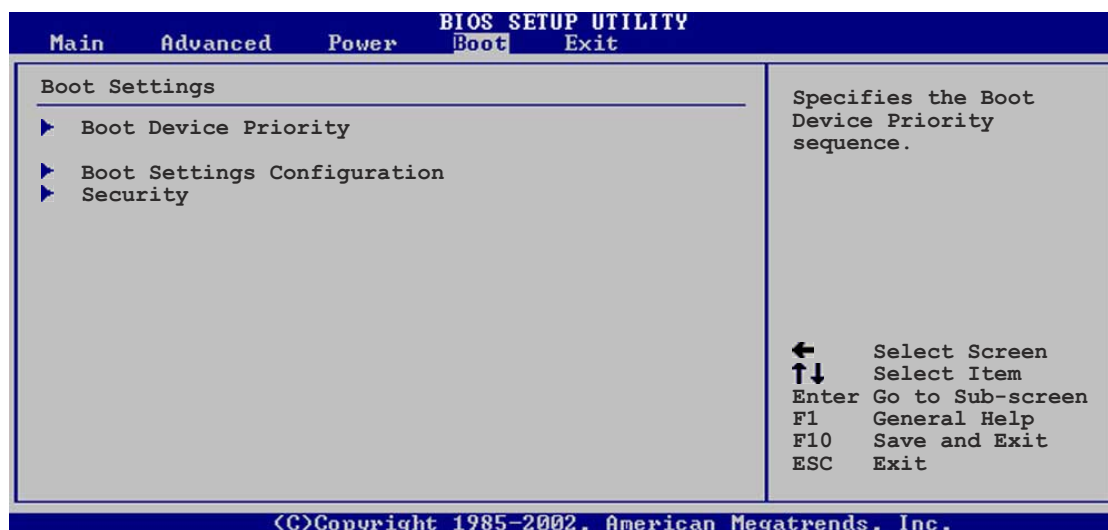 BIOS SETUP UTILITY
Main Advanced Power Boot Exit
Boot Settings
Boot Device Priority
Boot Settings Configuration
Security
Specifies the Boot
Device Priority
sequence.
← Select Screen
↑↓ Select Item
Enter Go to Sub-screen
F1 General Help
F10 Save and Exit
ESC Exit
(C)Copyright 1985-2002, American Megatrends, Inc.